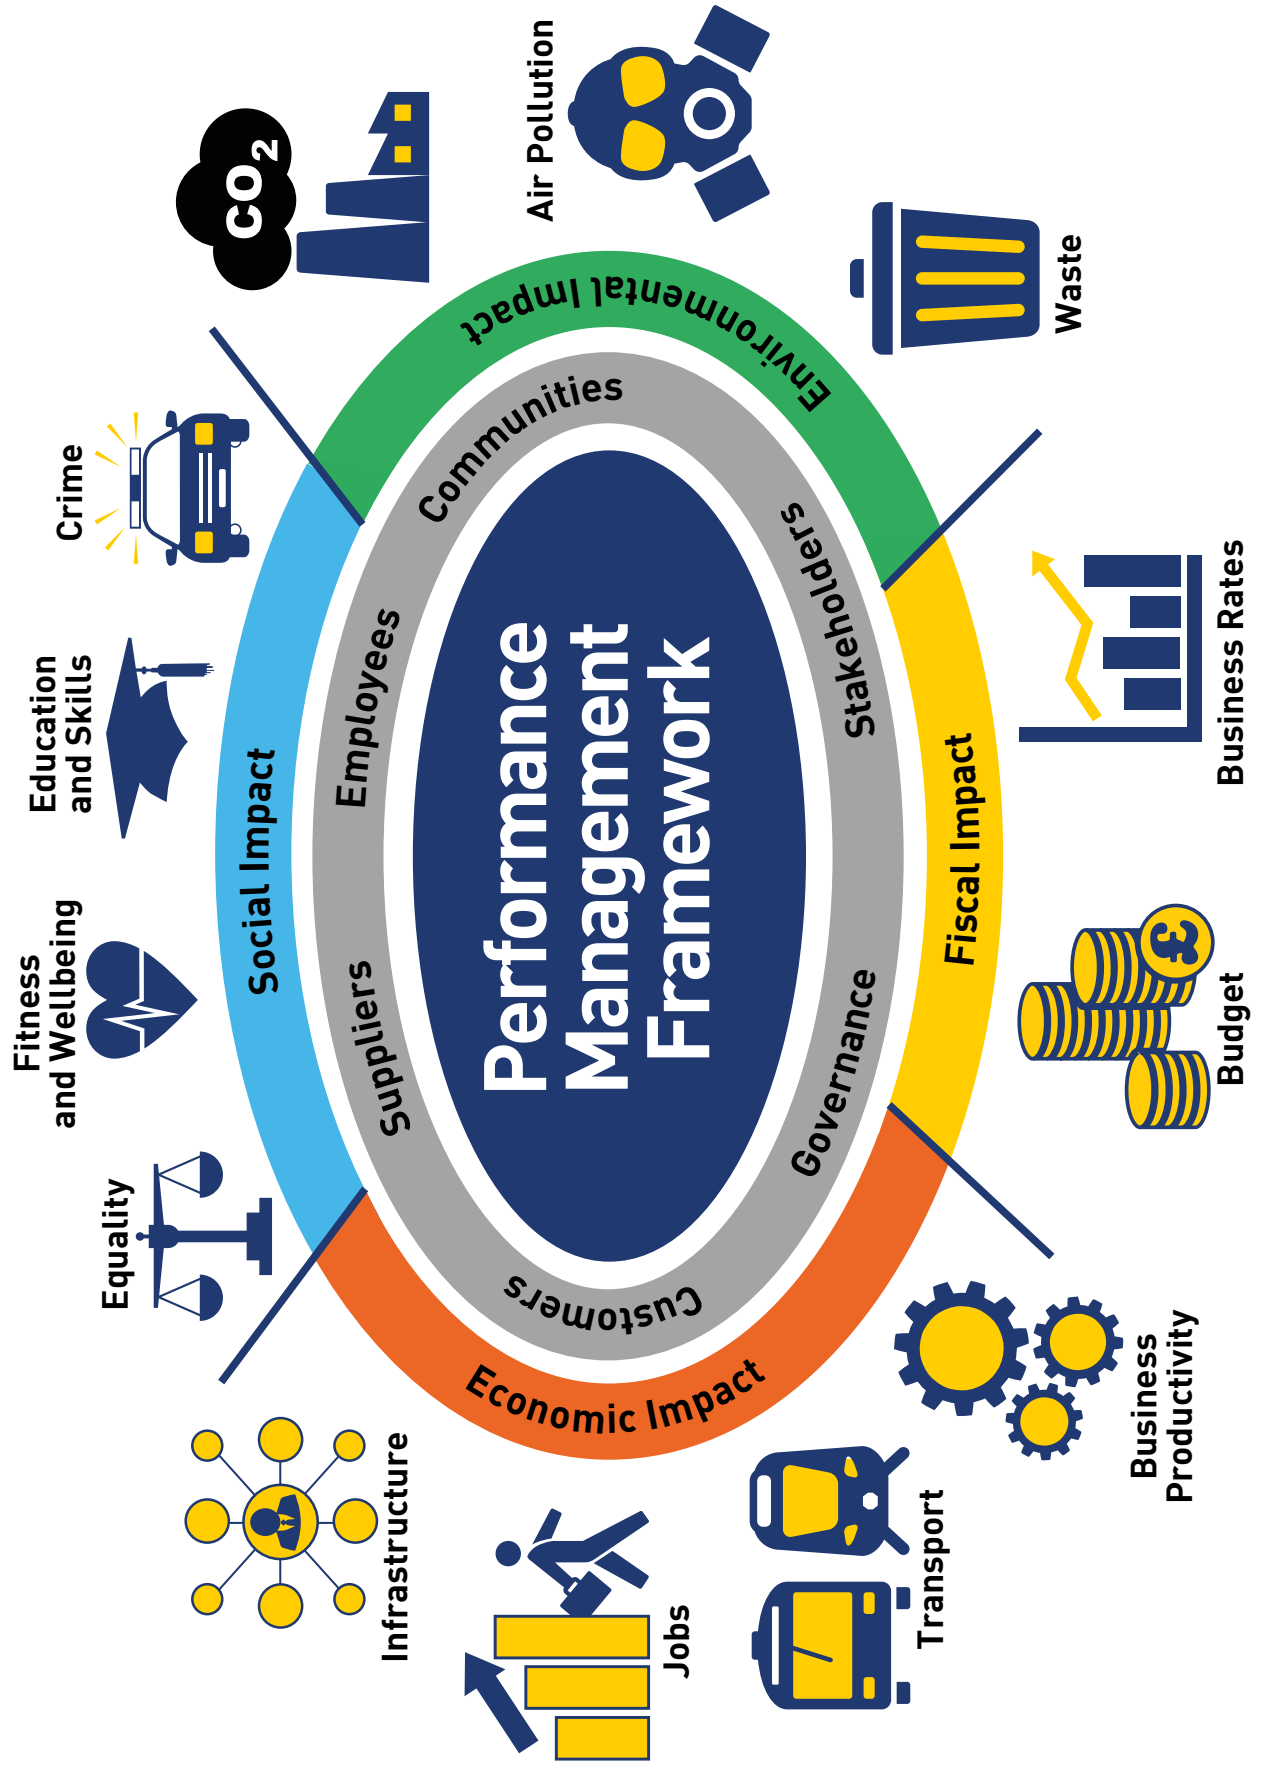 Performance
Management
Framework
Suppliers
Employees
Communities
Stakeholders
Governance
Customers
Social Impact
Environmental Impact
Fiscal Impact
Economic Impact
Equality
Fitness
and Wellbeing
Education
and Skills
Crime
CO2
Air Pollution
Waste
Business Rates
£
Budget
Business
Productivity
Transport
Jobs
Infrastructure